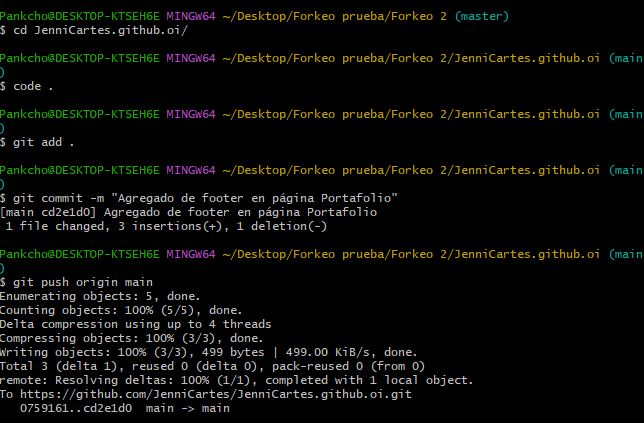 Pankcho@DESKTOP-KTSEH6E MINGW64 ~/Desktop/Forkeo prueba/Forkeo 2 (master)
$ cd JenniCartes.github.oi/
Pankcho@DESKTOP-KTSEH6E MINGW64 ~/Desktop/Forkeo prueba/Forkeo 2/JenniCartes.github.oi (main
)
$ code .
Pankcho@DESKTOP-KTSEH6E MINGW64 ~/Desktop/Forkeo prueba/Forkeo 2/JenniCartes.github.oi (main
)
$ git add .
Pankcho@DESKTOP-KTSEH6E MINGW64 ~/Desktop/Forkeo prueba/Forkeo 2/JenniCartes.github.oi (main
)
$ git commit -m "Agregado de footer en página Portafolio"
[main cd2e1d0] Agregado de footer en página Portafolio
 1 file changed, 3 insertions(+), 1 deletion(-)
Pankcho@DESKTOP-KTSEH6E MINGW64 ~/Desktop/Forkeo prueba/Forkeo 2/JenniCartes.github.oi (main
)
$ git push origin main
Enumerating objects: 5, done.
Counting objects: 100% (5/5), done.
Delta compression using up to 4 threads
Compressing objects: 100% (3/3), done.
Writing objects: 100% (3/3), 499 bytes | 499.00 KiB/s, done.
Total 3 (delta 1), reused 0 (delta 0), pack-reused 0 (from 0)
remote: Resolving deltas: 100% (1/1), completed with 1 local object.
To https://github.com/JenniCartes/JenniCartes.github.oi.git
   0759161..cd2e1d0  main -> main